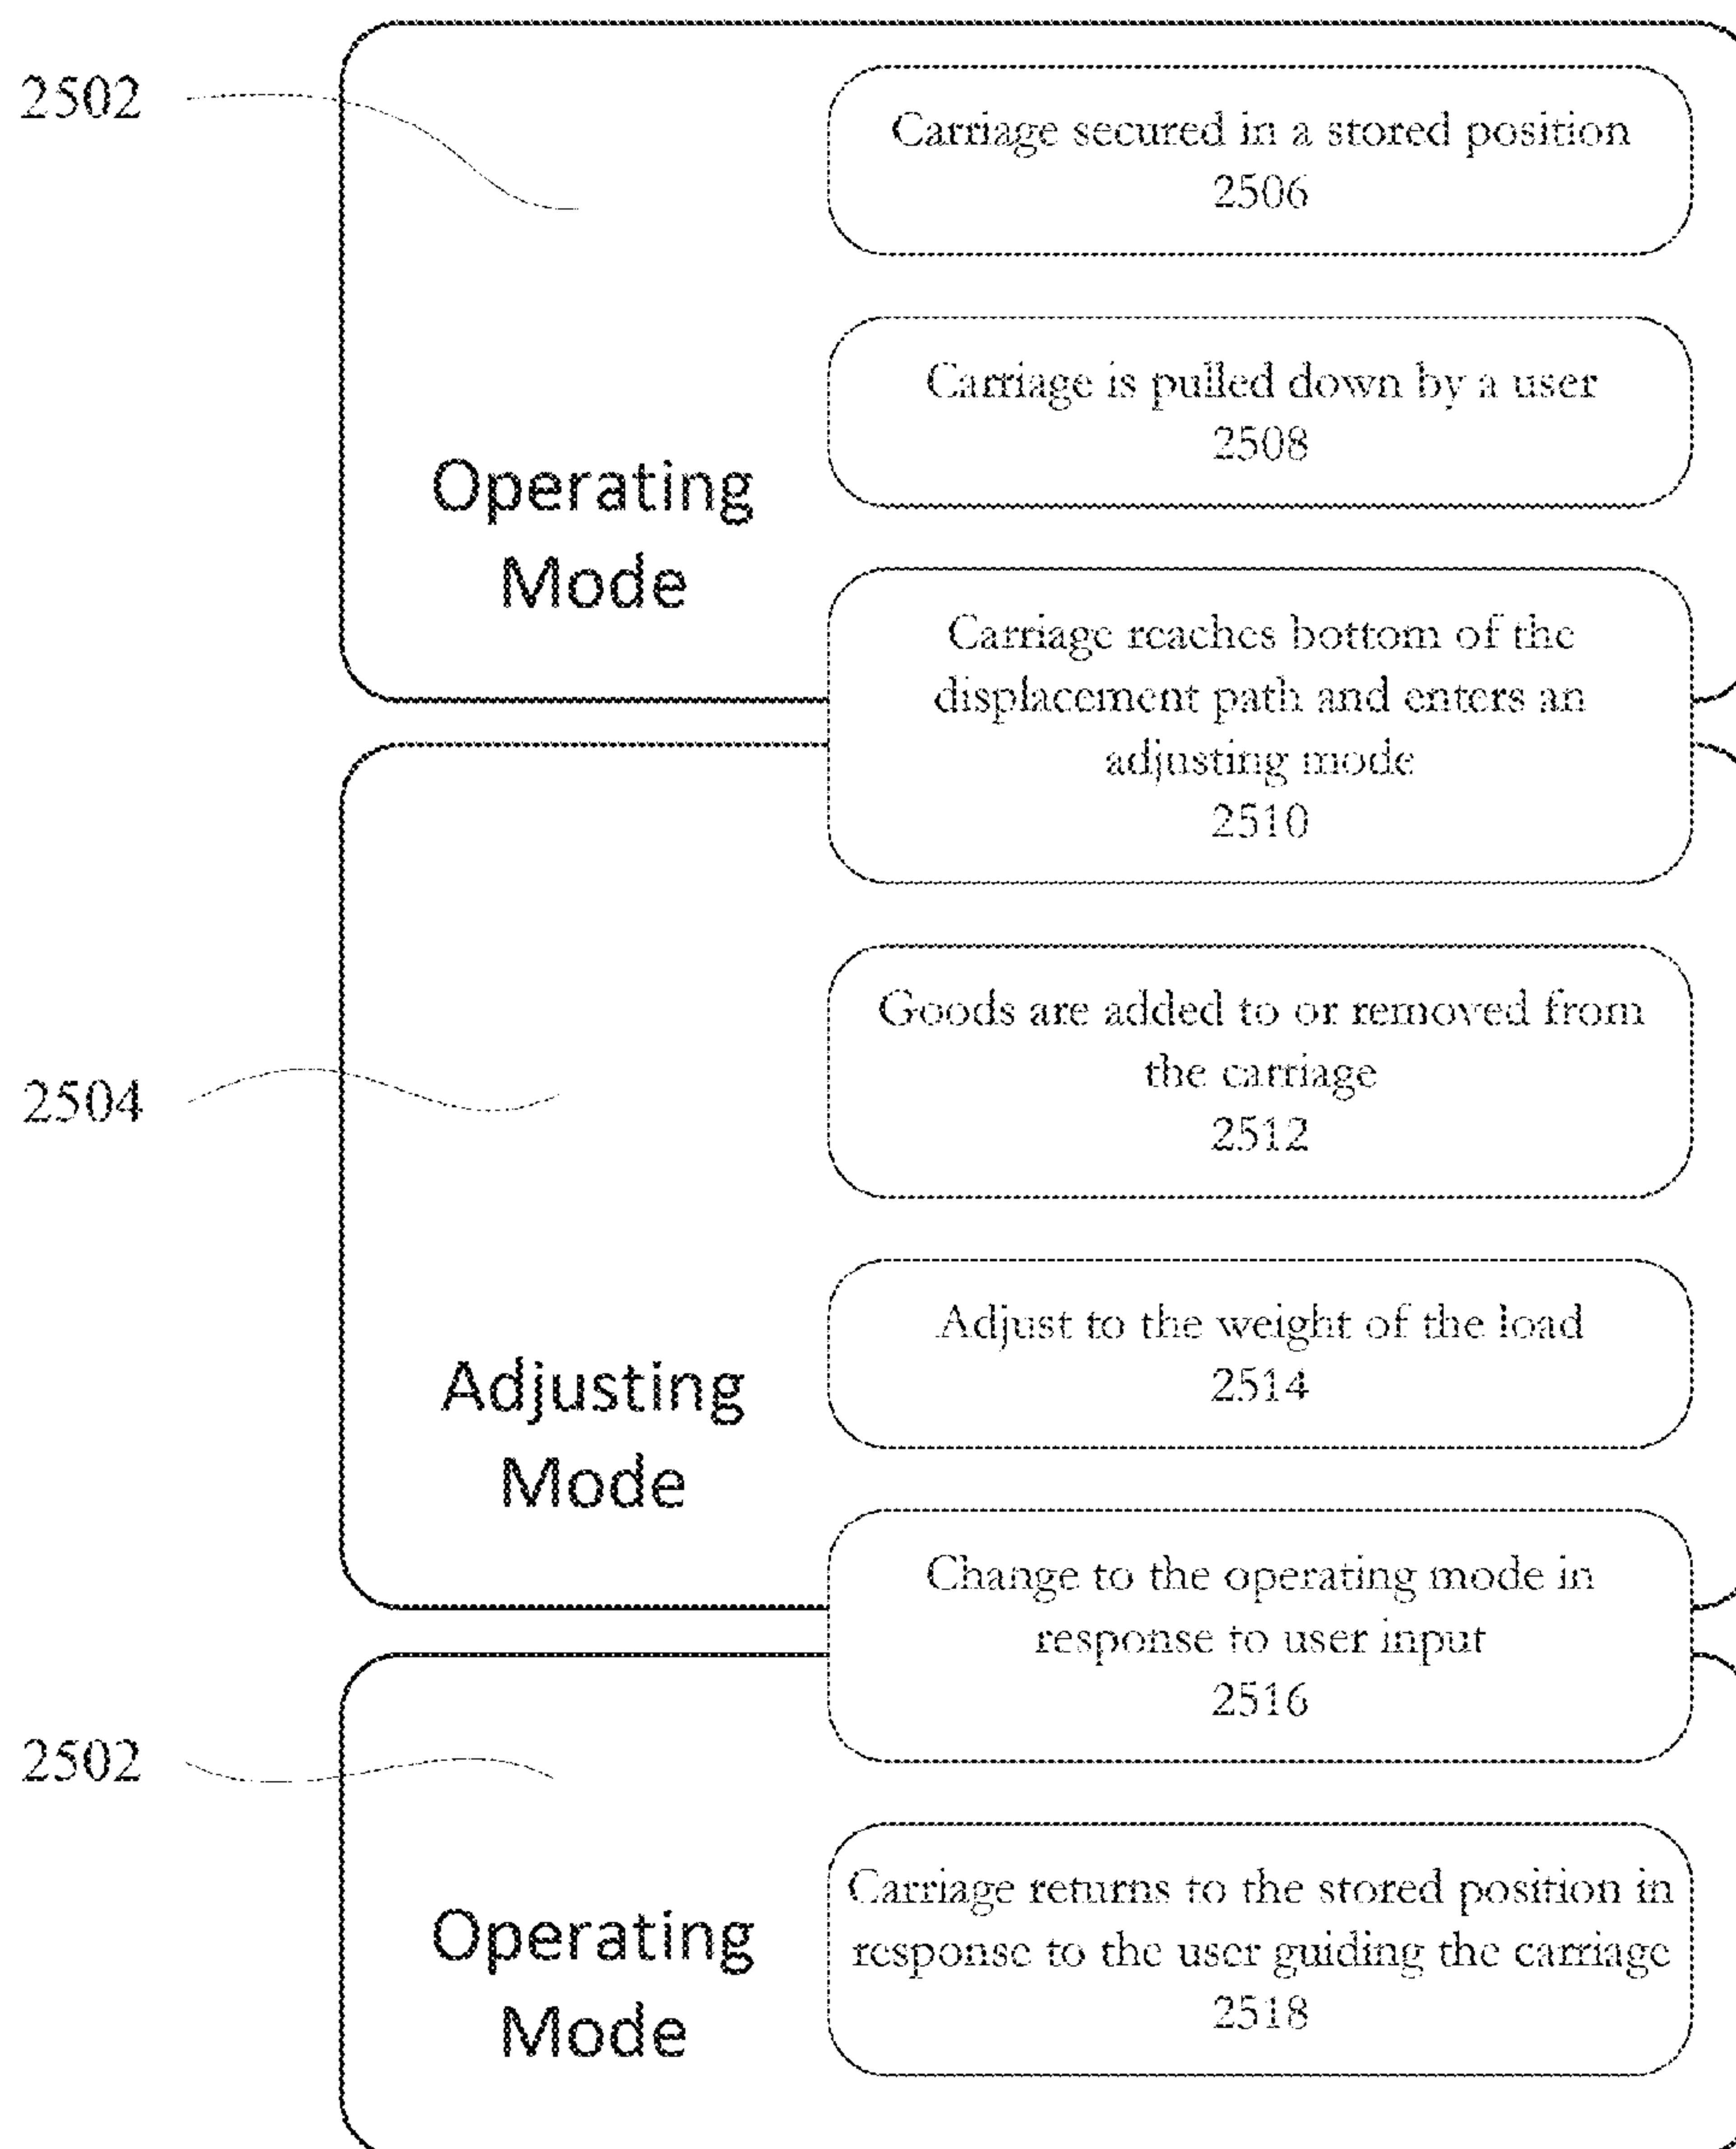 2502
Carriage secured in a stored position
2506
Carriage is pulled down by a user
2508
Operating
Mode
Carriage reaches bottom of the
displacement path and enters an
adjusting mode
2510
2504
Goods are added to or removed from
the carriage
2512
Adjust to the weight of the load
2514
Adjusting
Mode
Change to the operating mode in
response to user input
2516
2502
Operating
Mode
Carriage returns to the stored position in
response to the user guiding the carriage
2518